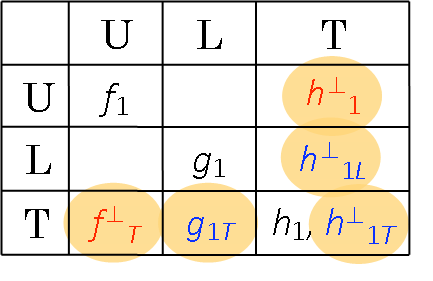 U L T
U f₁ h^⊥₁
L g₁ h^⊥₁L
T f^⊥T g₁T h₁, h^⊥₁T